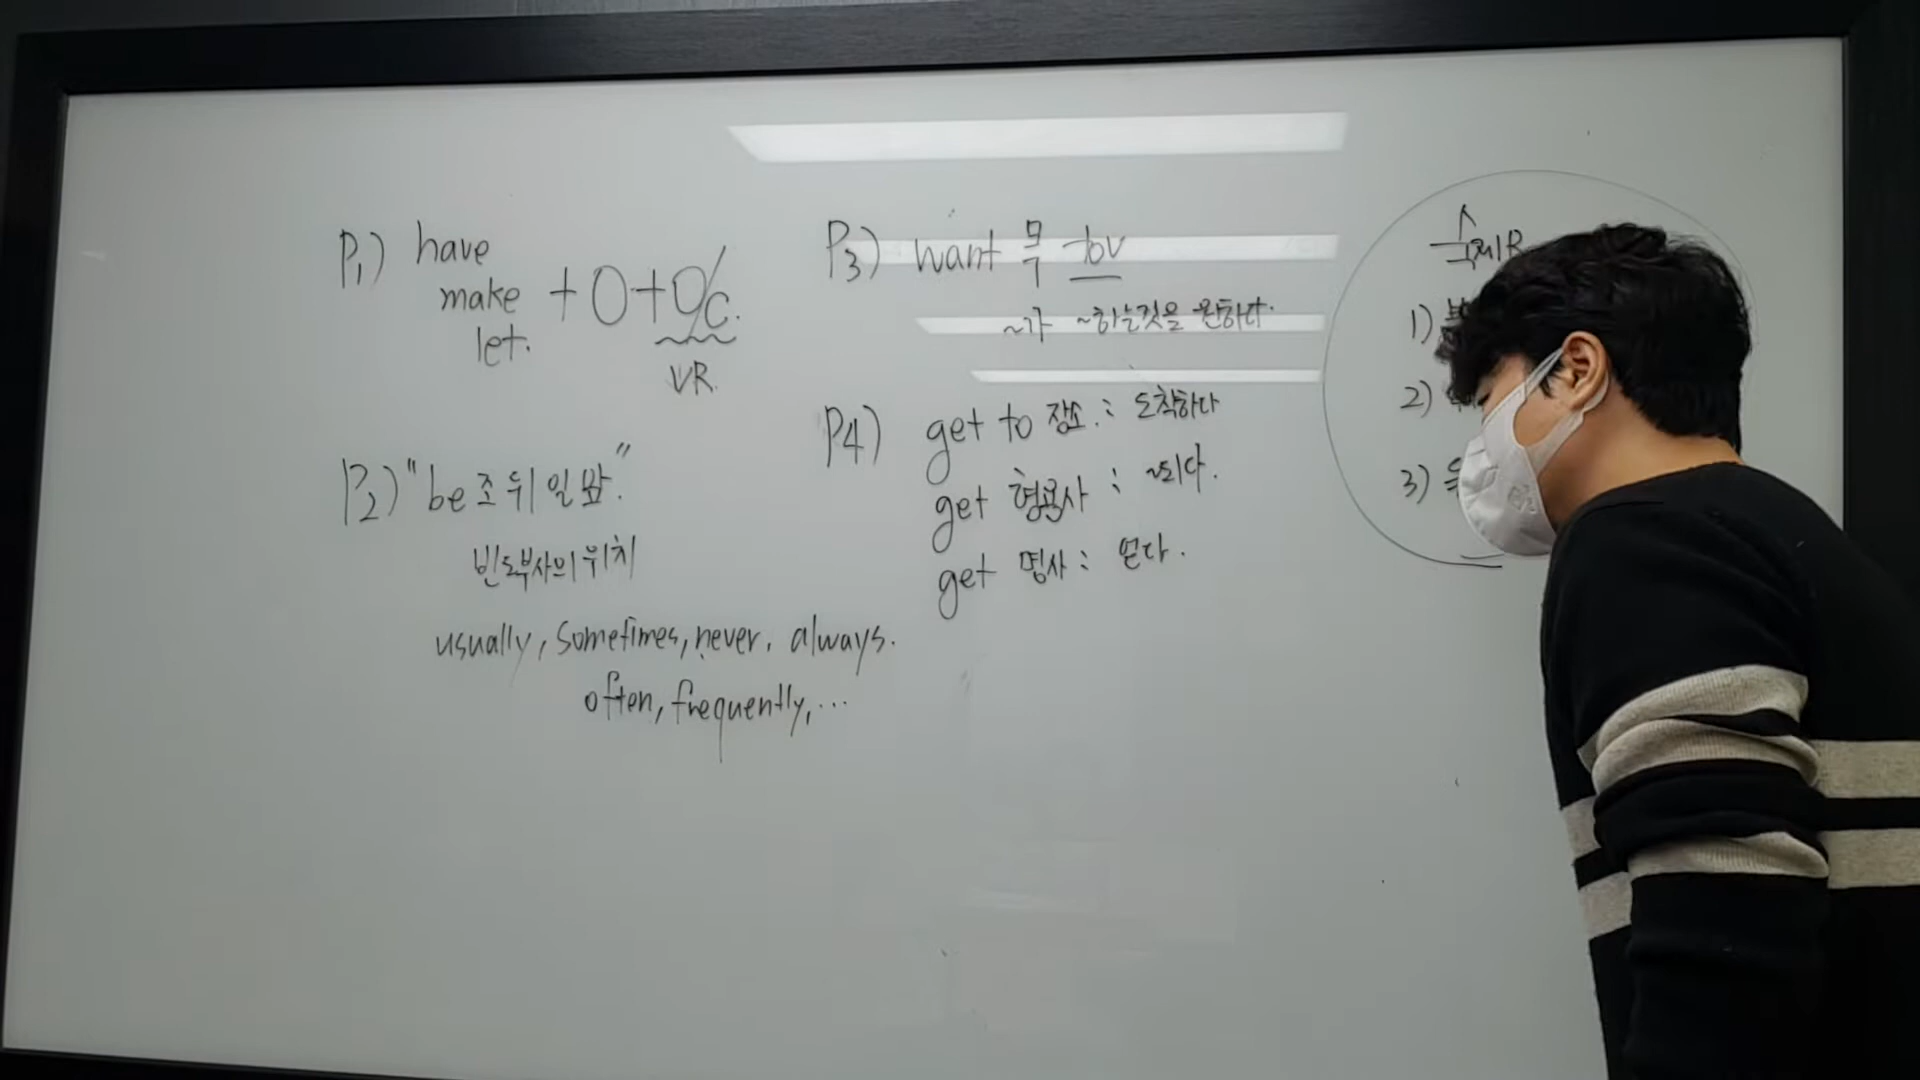 P1) have
make
let.
+ O + O/c.
VR.
P2) "be조 뒤 일 앞."
빈도부사의 위치
usually, sometimes, never, always.
often, frequently, ...
P3) want 목 to v
~가 ~하는것을 원하다.
P4) get to 장소 : 도착하다
get 형용사 : ~되다.
get 명사 : 얻다.
1)
2)
3)